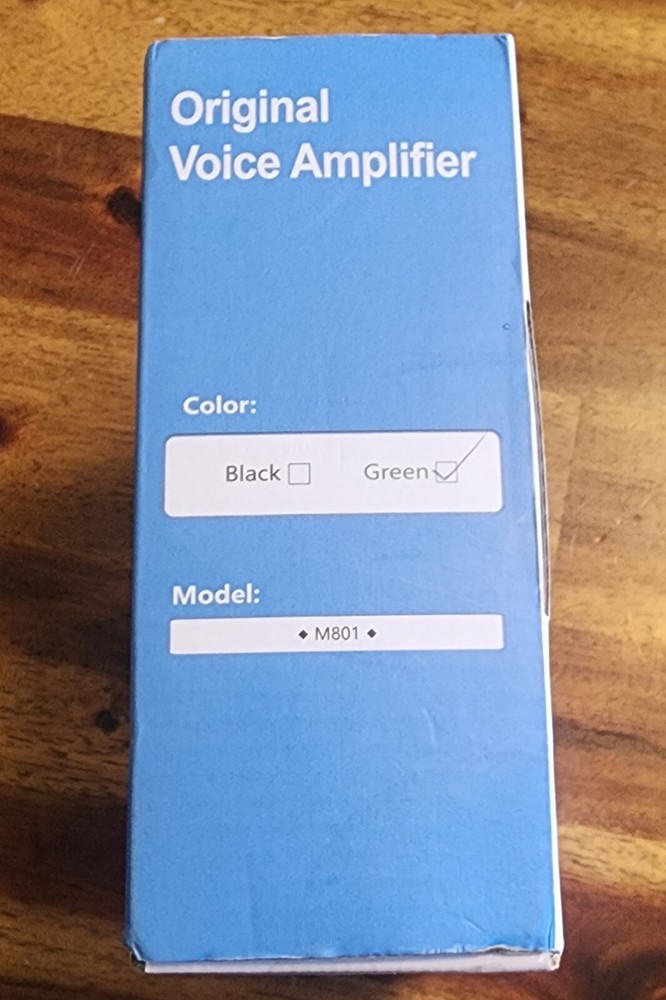 Original
Voice Amplifier
Color:
Black ☐ Green ☑
Model:
◆ M801 ◆